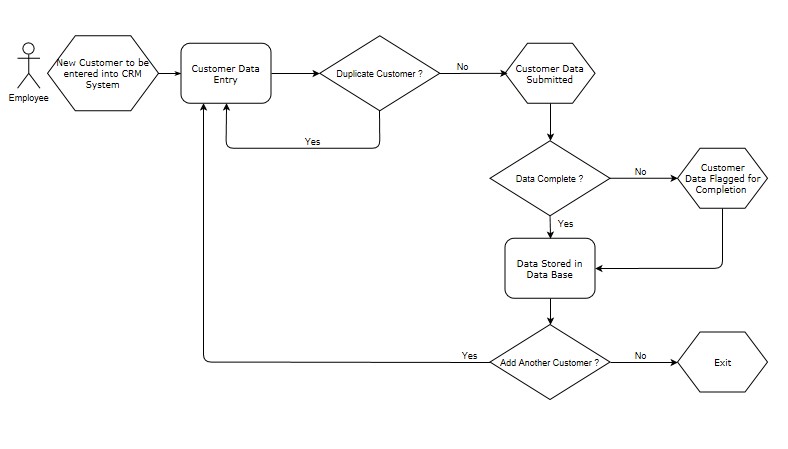 New Customer to be
entered into CRM
System
Employee
Customer Data
Entry
Duplicate Customer ?
No
Yes
Customer Data
Submitted
Data Complete ?
No
Customer
Data Flagged for
Completion
Yes
Data Stored in
Data Base
Add Another Customer ?
Yes
No
Exit